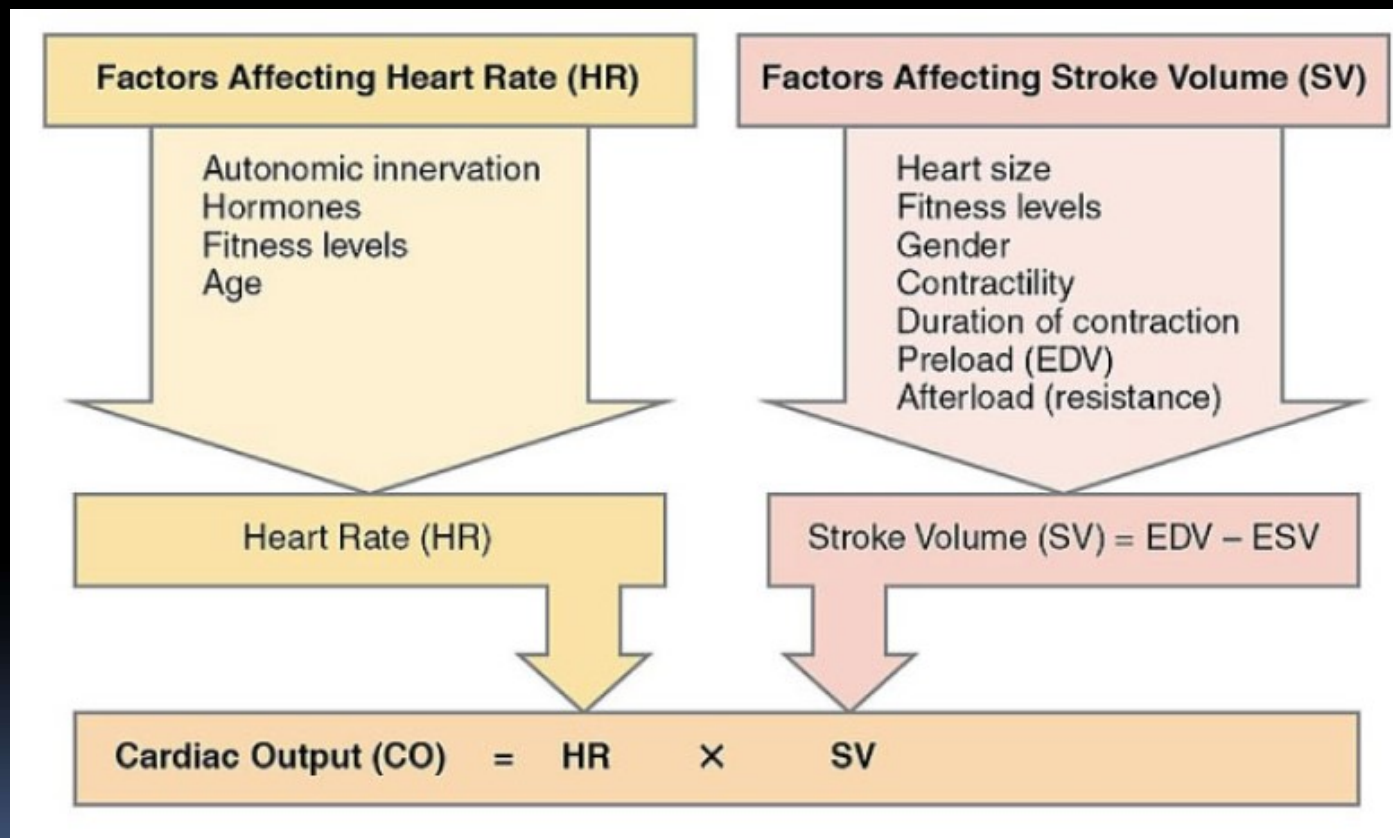 Factors Affecting Heart Rate (HR)
Autonomic innervation
Hormones
Fitness levels
Age
Heart Rate (HR)
Factors Affecting Stroke Volume (SV)
Heart size
Fitness levels
Gender
Contractility
Duration of contraction
Preload (EDV)
Afterload (resistance)
Stroke Volume (SV) = EDV – ESV
Cardiac Output (CO) = HR × SV